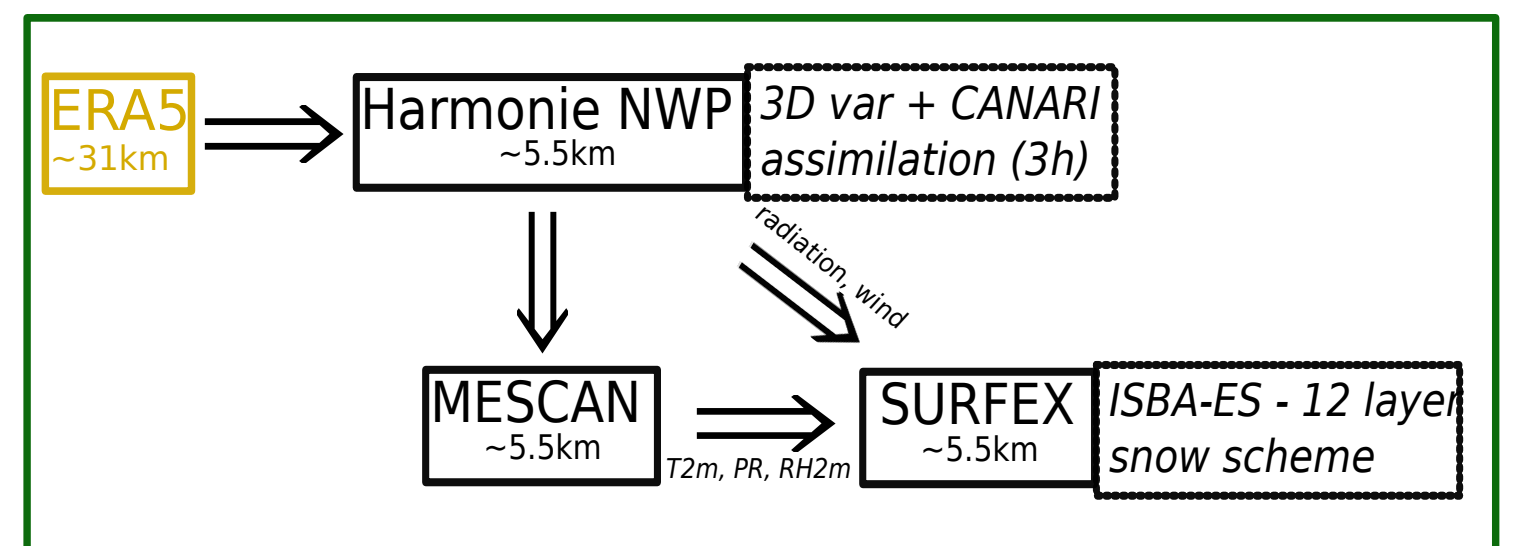 ERA5
~31km
Harmonie NWP
~5.5km
3D var + CANARI
assimilation (3h)
radiation, wind
MESCAN
~5.5km
T2m, PR, RH2m
SURFEX
~5.5km
ISBA-ES - 12 layer
snow scheme